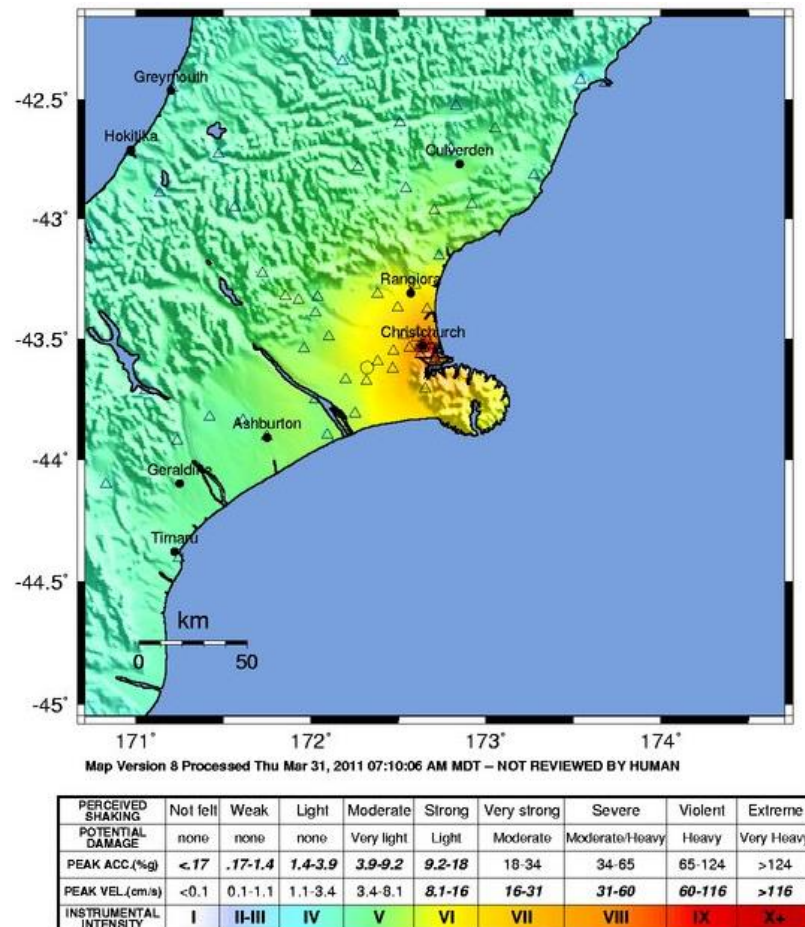 Greymouth
-42.5°
Hokitika
Culverden
-43°
Rangiora
-43.5°
Christchurch
Ashburton
-44°
Geraldine
Timaru
-44.5°
km
0 50
-45°
171° 172° 173° 174°
Map Version 8 Processed Thu Mar 31, 2011 07:10:06 AM MDT -- NOT REVIEWED BY HUMAN
PERCEIVED SHAKING Not felt Weak Light Moderate Strong Very strong Severe Violent Extreme
POTENTIAL DAMAGE none none none Very light Light Moderate Moderate/Heavy Heavy Very Heavy
PEAK ACC.(%g) <.17 .17-1.4 1.4-3.9 3.9-9.2 9.2-18 18-34 34-65 65-124 >124
PEAK VEL.(cm/s) <0.1 0.1-1.1 1.1-3.4 3.4-8.1 8.1-16 16-31 31-60 60-116 >116
INSTRUMENTAL INTENSITY I II-III IV V VI VII VIII IX X+